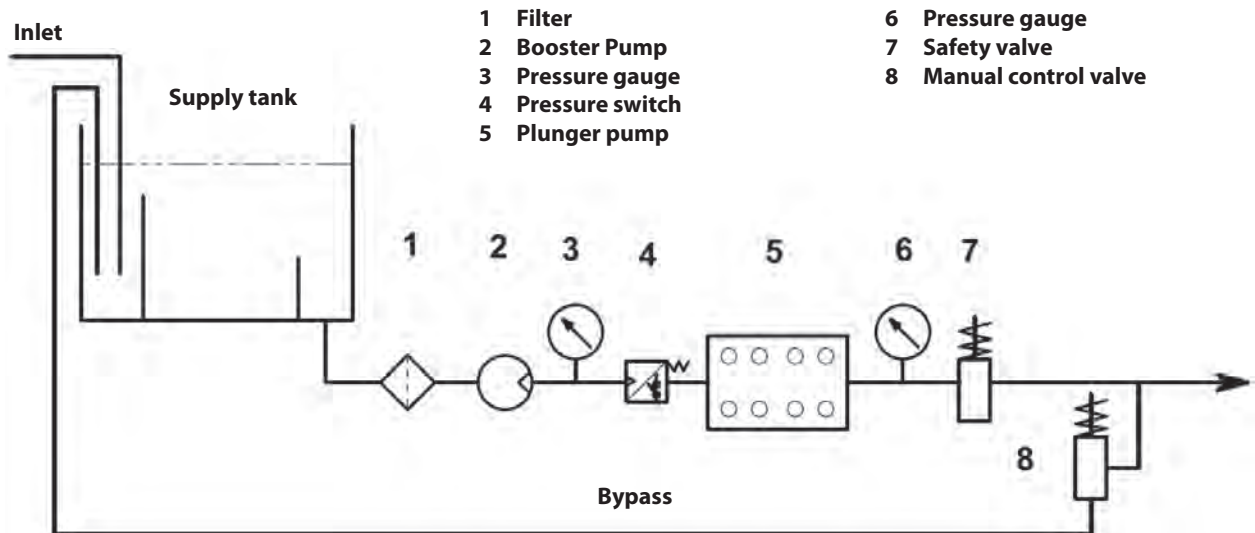 1 Filter
2 Booster Pump
3 Pressure gauge
4 Pressure switch
5 Plunger pump
6 Pressure gauge
7 Safety valve
8 Manual control valve
Inlet
Supply tank
1 2 3 4 5 6 7
8
Bypass